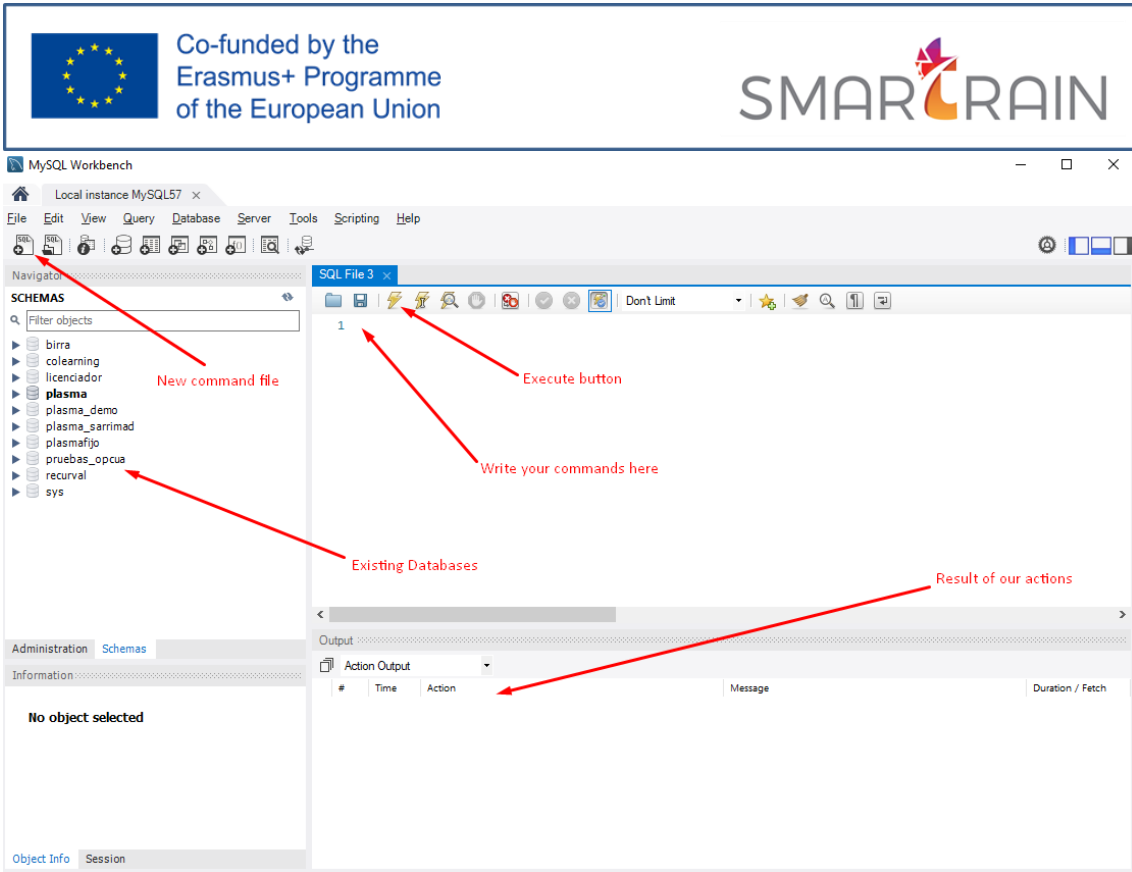 Co-funded by the
Erasmus+ Programme
of the European Union
SMARTRAIN
MySQL Workbench
Local instance MySQL57
File Edit View Query Database Server Tools Scripting Help
SQL SQL
Navigator
SQL File 3
SCHEMAS
Don't Limit
Filter objects
1
birra
colearning
licenciador
plasma
plasma_demo
plasma_sarrimad
plasmafijo
pruebas_opcua
recurval
sys
New command file
Execute button
Write your commands here
Existing Databases
Result of our actions
Administration Schemas
Output
Information
Action Output
# Time Action Message Duration / Fetch
No object selected
Object Info Session